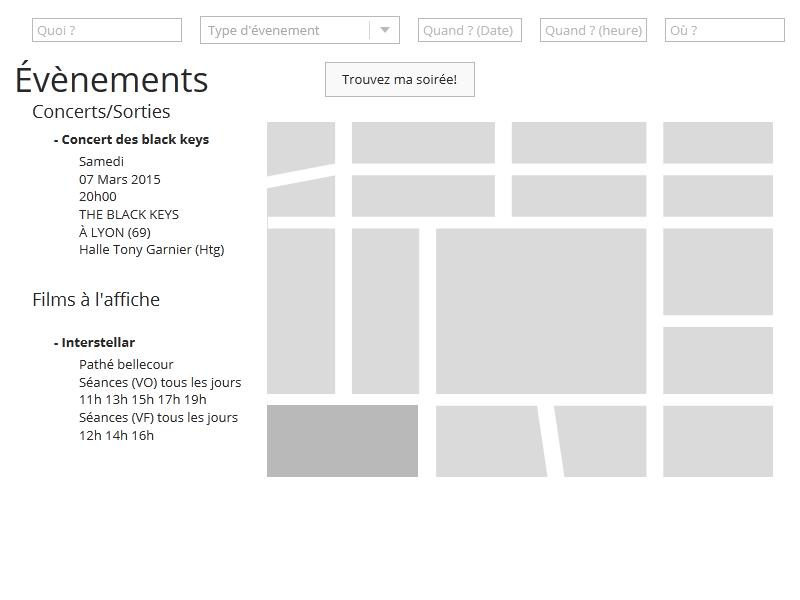 Quoi ?
Type d'évenement
Quand ? (Date)
Quand ? (heure)
Où ?
Évènements
Trouvez ma soirée!
Concerts/Sorties
- Concert des black keys
Samedi
07 Mars 2015
20h00
THE BLACK KEYS
À LYON (69)
Halle Tony Garnier (Htg)
Films à l'affiche
- Interstellar
Pathé bellecour
Séances (VO) tous les jours
11h 13h 15h 17h 19h
Séances (VF) tous les jours
12h 14h 16h